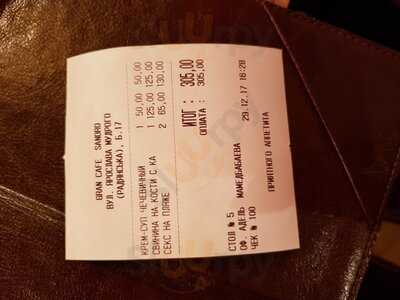 GRAN CAFE SANDRO
ВУЛ. ЯРОСЛАВА МУДРОГО
(РАДЯНСЬКА), Б.17
КРЕМ-СУП ЧЕЧЕВИЧНЫЙ 1 50,00 50,00
СВИНИНА НА КОСТИ С КА 1 125,00 125,00
СЕКС НА ПЛЯЖЕ 2 65,00 130,00
ИТОГ: 305,00
ОПЛАТА: 305,00
СТОЛ № 5
ОФ. АДЕЛЬ МАМЕДБАБАЕВА
ЧЕК № 100 29.12.17 18:28
ПРИЯТНОГО АППЕТИТА